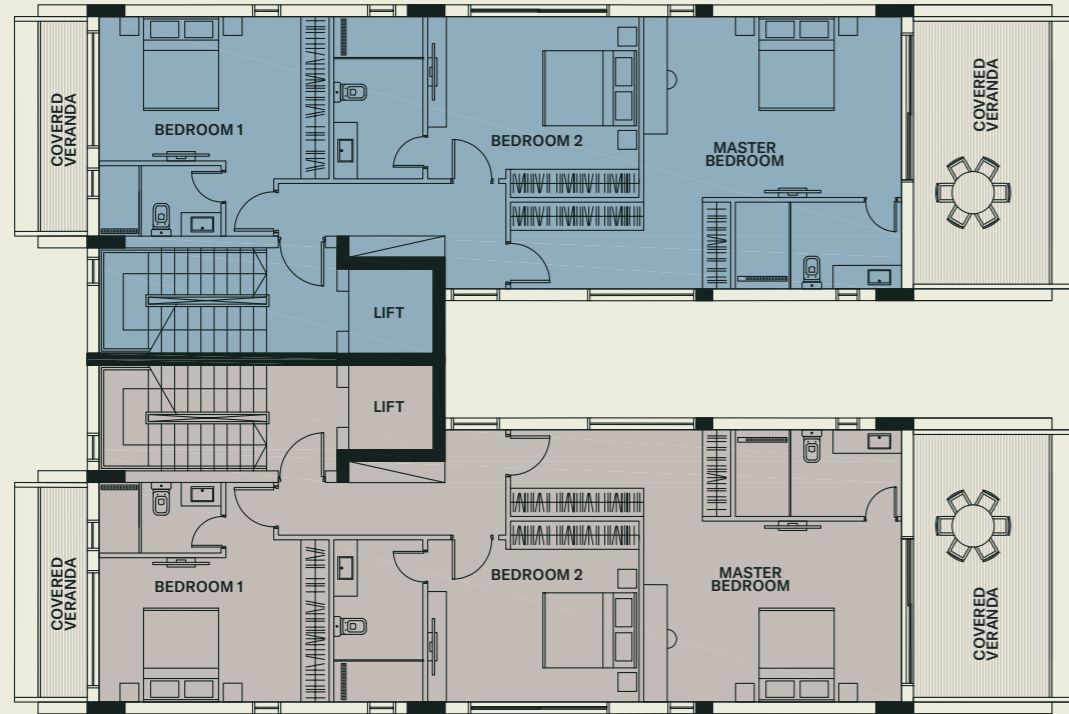 COVERED
VERANDA
BEDROOM 1
BEDROOM 2
MASTER
BEDROOM
COVERED
VERANDA
LIFT
LIFT
COVERED
VERANDA
BEDROOM 1
BEDROOM 2
MASTER
BEDROOM
COVERED
VERANDA